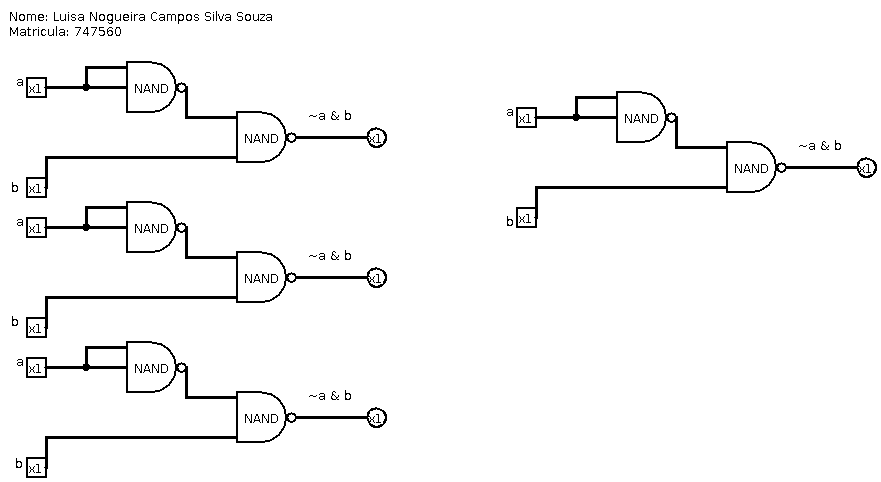 Nome: Luisa Nogueira Campos Silva Souza
Matricula: 747560
a x1 NAND
NAND ~a & b x1
b x1
a x1 NAND
NAND ~a & b x1
b x1
a x1 NAND
NAND ~a & b x1
b x1
a x1 NAND
NAND ~a & b x1
b x1